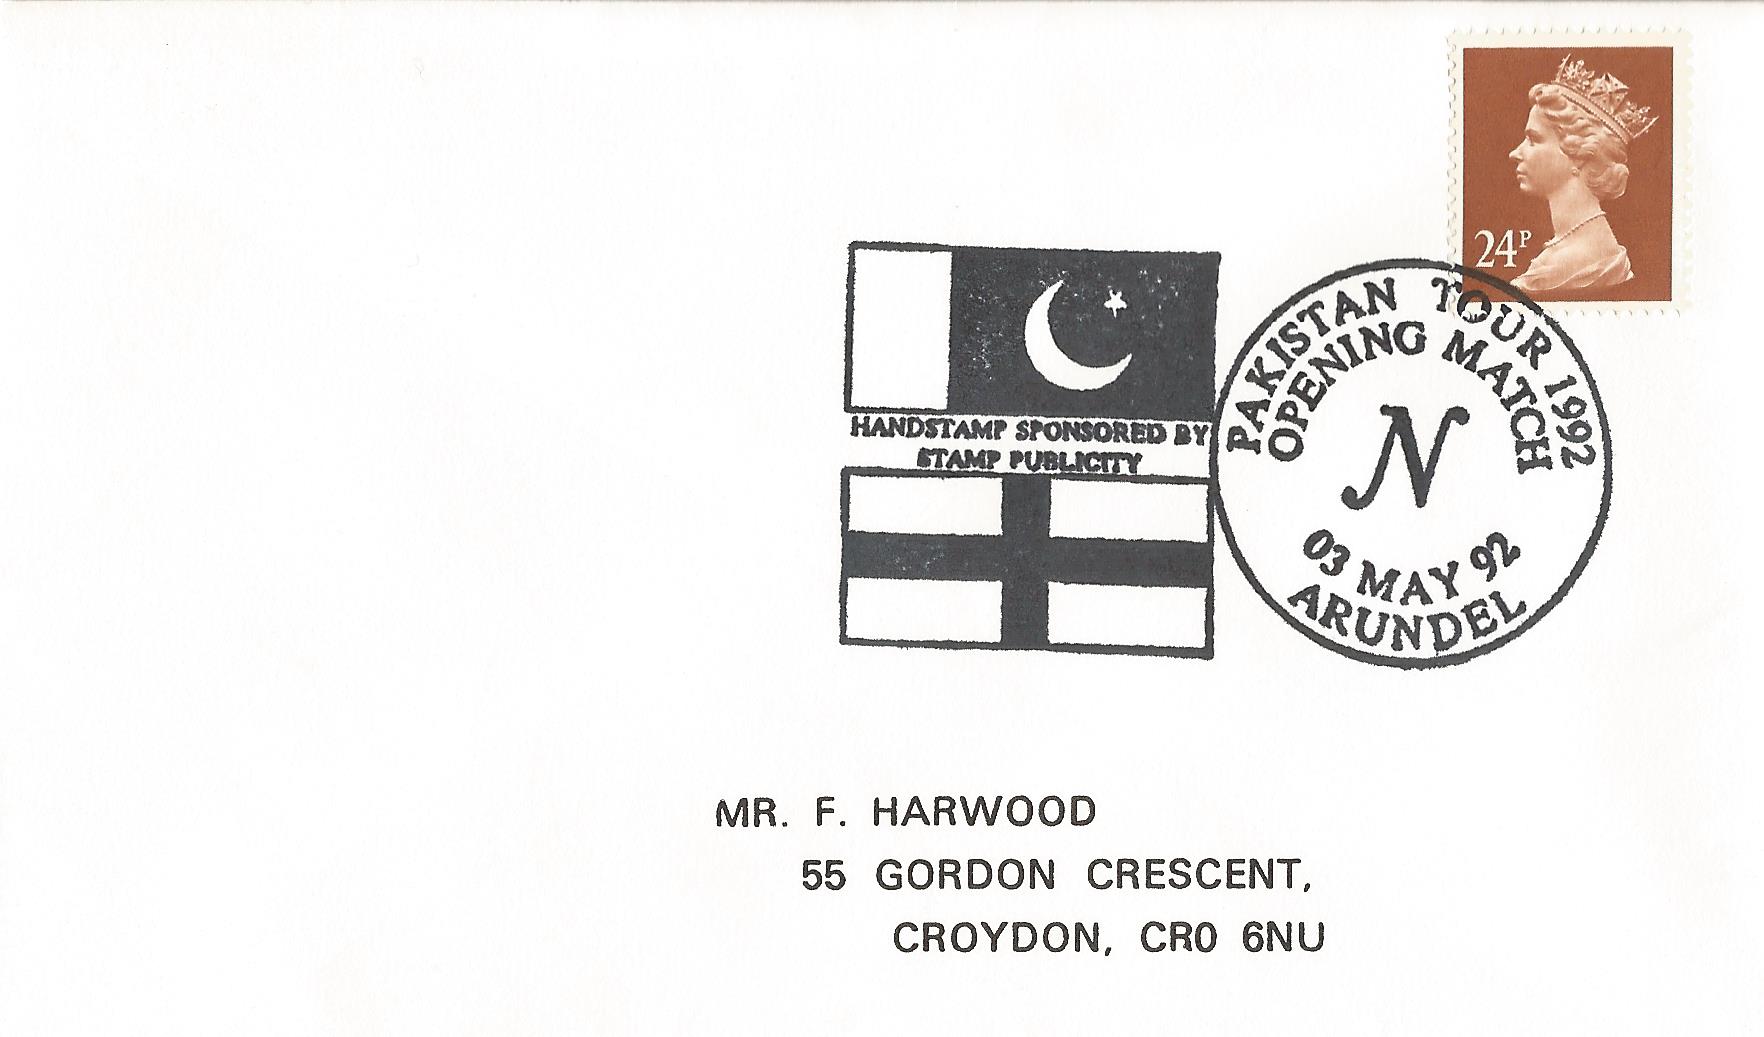 24P
PAKISTAN TOUR 1992
OPENING MATCH
N
03 MAY 92
ARUNDEL
HANDSTAMP SPONSORED BY
STAMP PUBLICITY
MR. F. HARWOOD
55 GORDON CRESCENT,
CROYDON, CR0 6NU